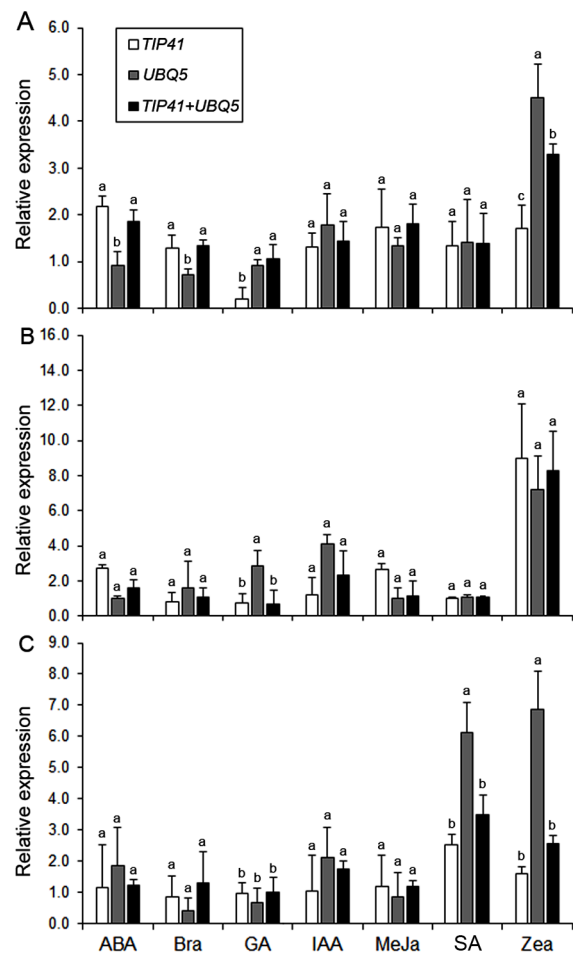 A
TIP41
UBQ5
TIP41+UBQ5
Relative expression
6.0
5.0
4.0
3.0
2.0
1.0
0.0
a b a a b a b a a a a a a a a a a a c a b
B
Relative expression
16.0
14.0
12.0
10.0
8.0
6.0
4.0
2.0
0.0
a a a a a a b a b a a a a a a a a a a a a
C
Relative expression
9.0
8.0
7.0
6.0
5.0
4.0
3.0
2.0
1.0
0.0
a a a a a a b b b a a a a a a b a b b a b
ABA Bra GA IAA MeJa SA Zea